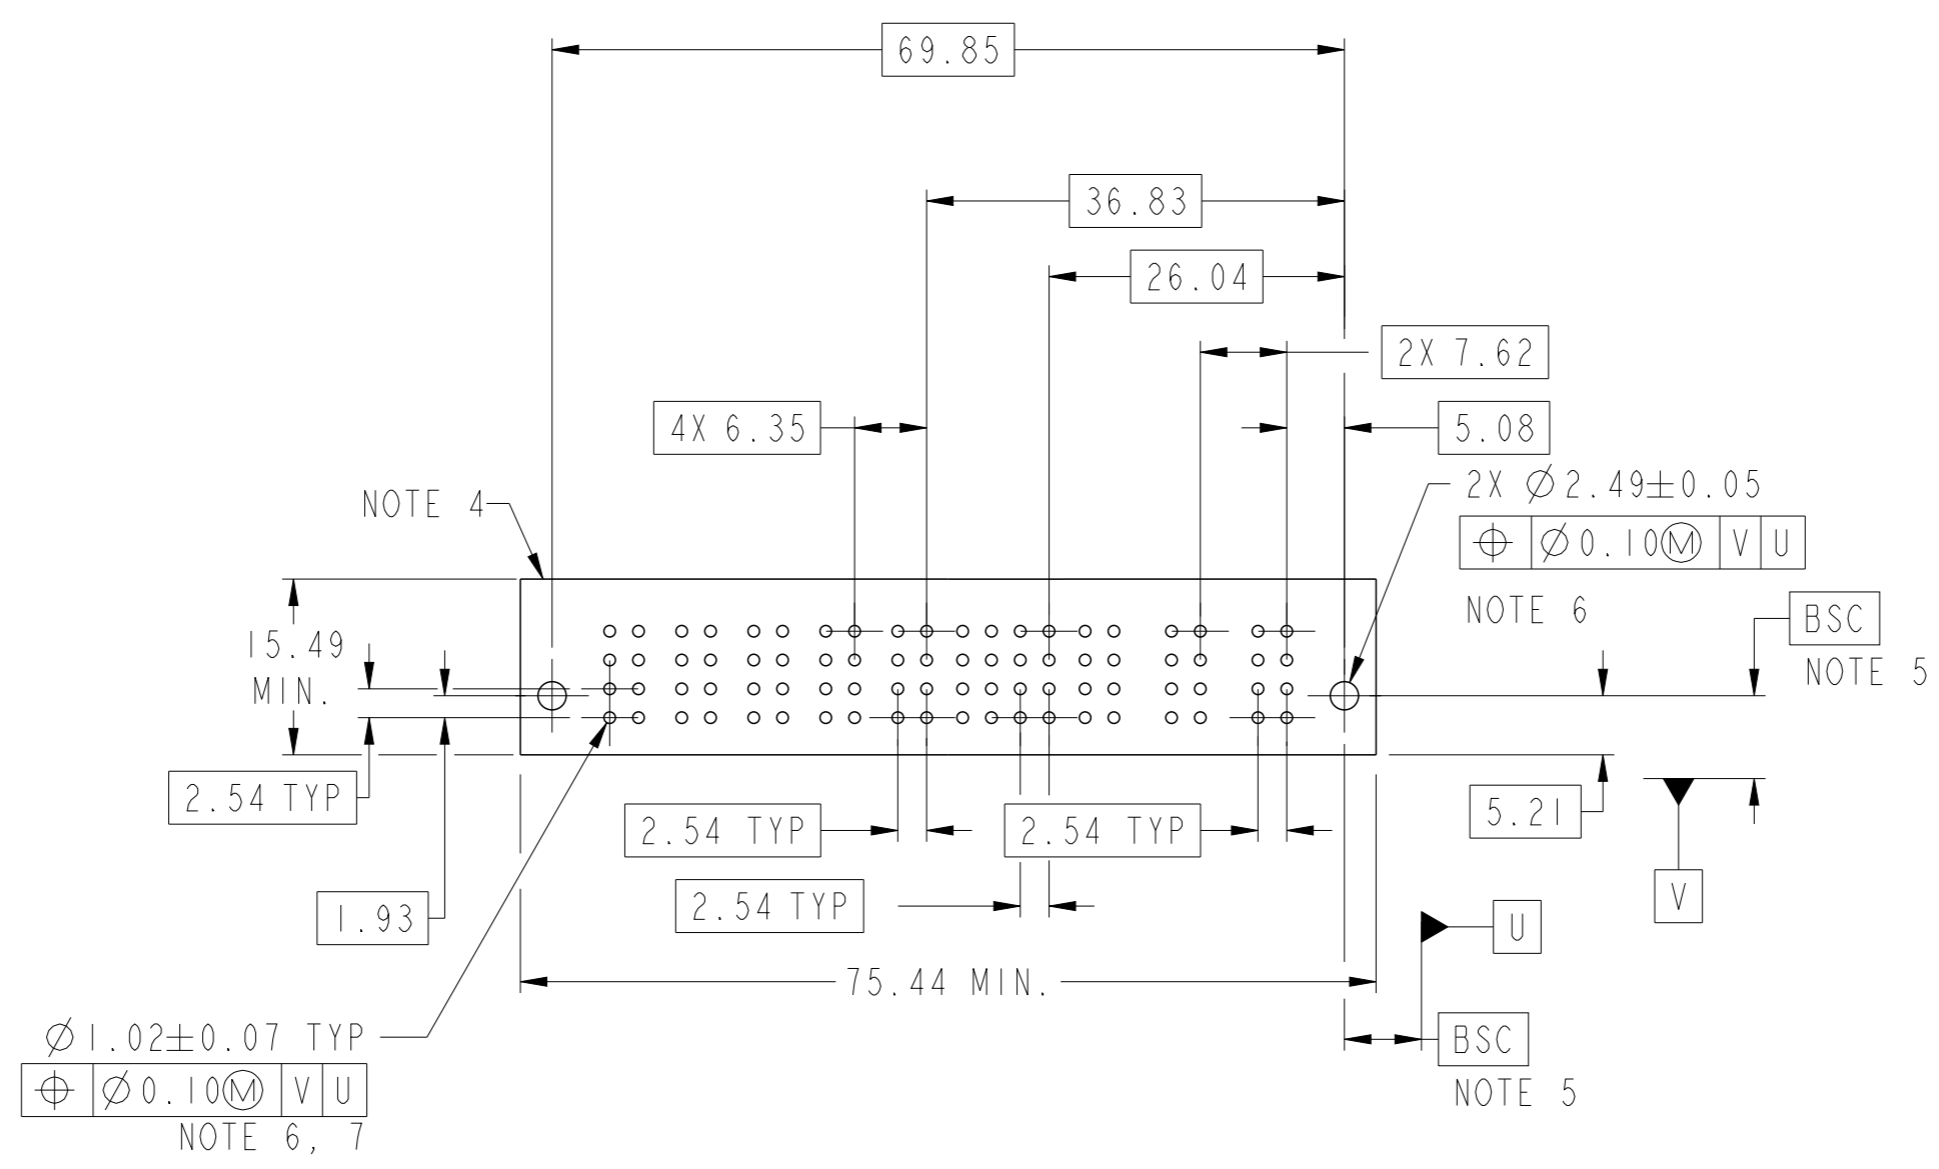 69.85
36.83
26.04
2X 7.62
4X 6.35
5.08
2X ∅2.49±0.05
⌖ ∅0.10Ⓜ V U
NOTE 6
NOTE 4
BSC
NOTE 5
15.49
MIN.
2.54 TYP
2.54 TYP
2.54 TYP
5.21
V
2.54 TYP
1.93
U
75.44 MIN.
∅1.02±0.07 TYP
⌖ ∅0.10Ⓜ V U
NOTE 6, 7
BSC
NOTE 5